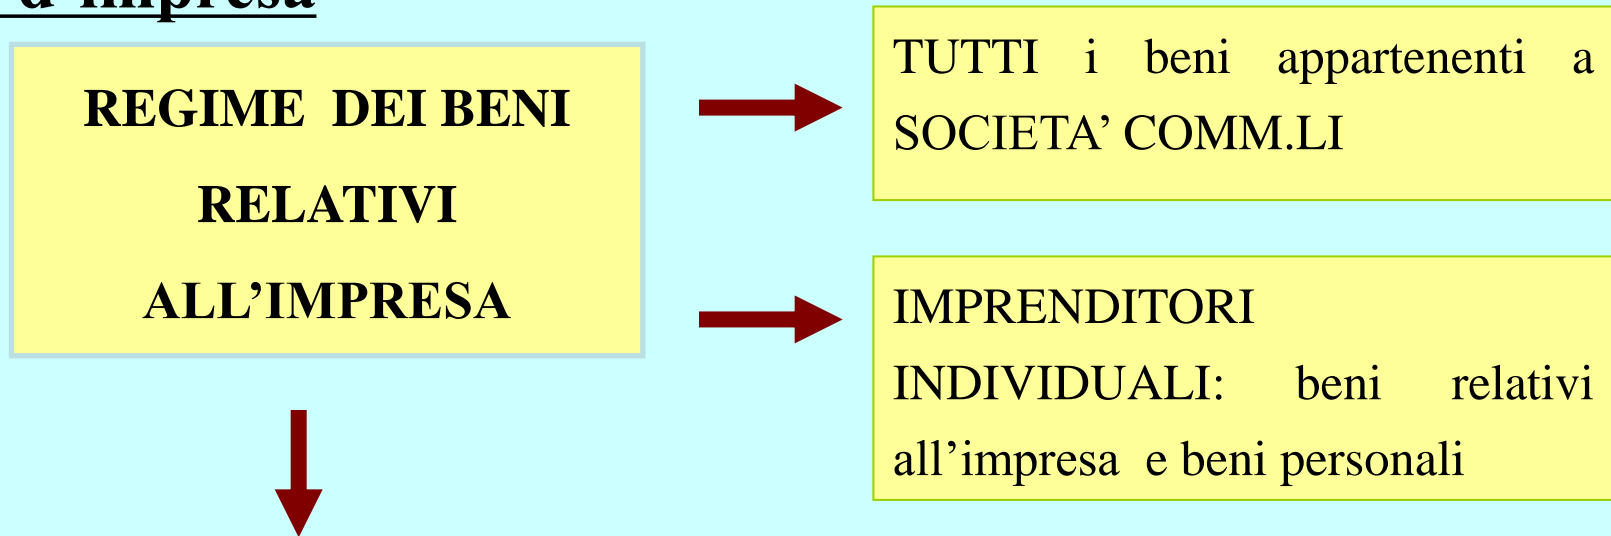 d'impresa
REGIME DEI BENI
RELATIVI
ALL’IMPRESA
TUTTI i beni appartenenti a
SOCIETA’ COMM.LI
IMPRENDITORI
INDIVIDUALI: beni relativi
all’impresa e beni personali